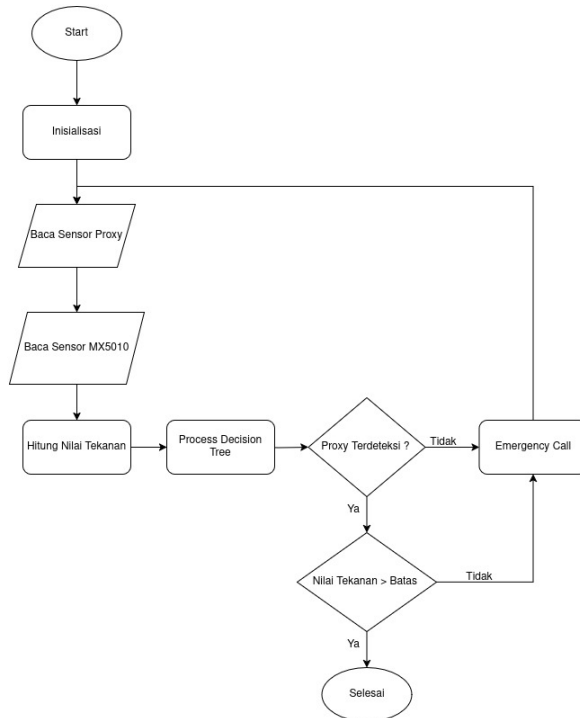 Start
Inisialisasi
Baca Sensor Proxy
Baca Sensor MX5010
Hitung Nilai Tekanan
Process Decision
Tree
Proxy Terdeteksi ?
Tidak
Emergency Call
Ya
Nilai Tekanan > Batas
Tidak
Ya
Selesai